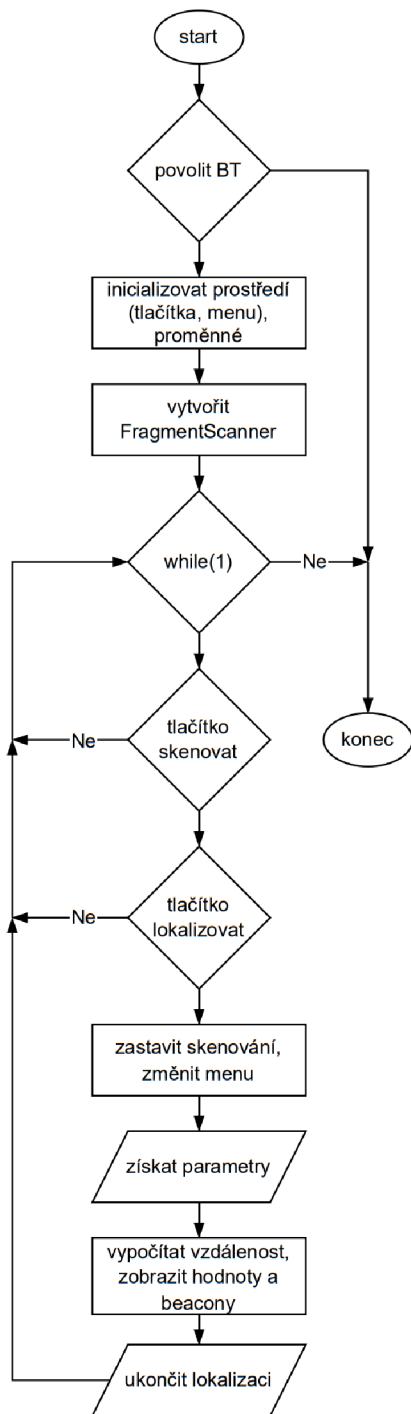 start
povolit BT
inicializovat prostředí
(tlačítka, menu),
proměnné
vytvořit
FragmentScanner
while(1)
Ne
tlačítko
skenovat
Ne
konec
tlačítko
lokalizovat
Ne
zastavit skenování,
změnit menu
získat parametry
vypočítat vzdálenost,
zobrazit hodnoty a
beacony
ukončit lokalizaci